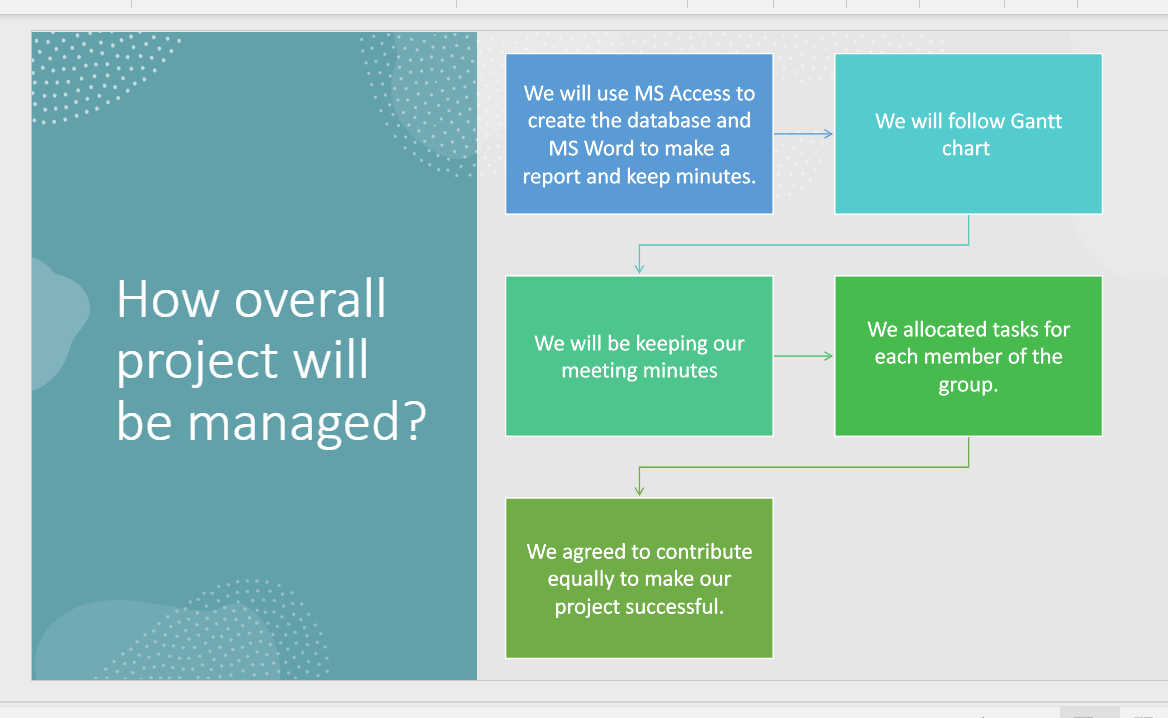 How overall
project will
be managed?
We will use MS Access to
create the database and
MS Word to make a
report and keep minutes.
We will follow Gantt
chart
We will be keeping our
meeting minutes
We allocated tasks for
each member of the
group.
We agreed to contribute
equally to make our
project successful.